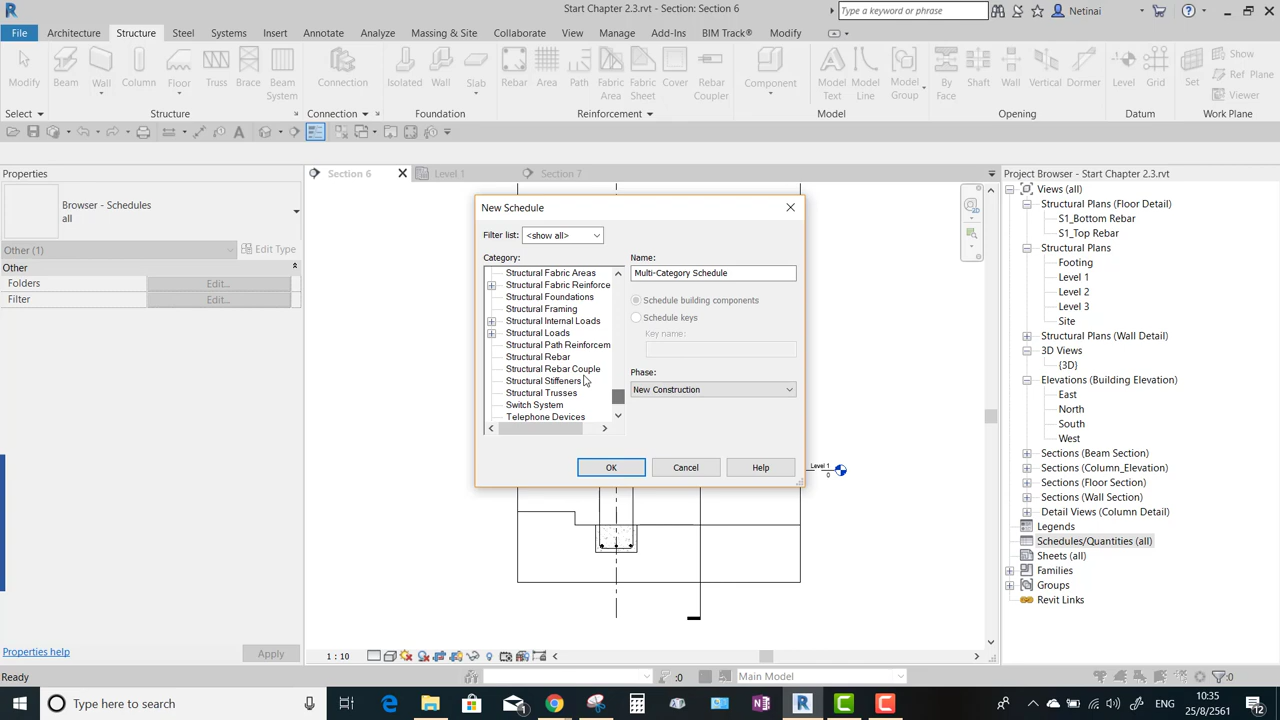 Start Chapter 2.3.rvt - Section: Section 6
Type a keyword or phrase
Netinai
File Architecture Structure Steel Systems Insert Annotate Analyze Massing & Site Collaborate View Manage Add-Ins BIM Track® Modify
Modify Beam Wall Column Floor Truss Brace Beam System Connection Isolated Wall Slab Rebar Area Path Fabric Area Fabric Sheet Cover Rebar Coupler Component Model Text Model Line Model Group By Face Shaft Wall Vertical Dormer Level Grid Set Show Ref Plane Viewer
Select Structure Connection Foundation Reinforcement Model Opening Datum Work Plane
Properties
Browser - Schedules
all
Other (1)
Edit Type
Other
Folders Edit...
Filter Edit...
Properties help
Apply
Section 6
Level 1
Section 7
New Schedule
Filter list: <show all>
Category:
Structural Fabric Areas
Structural Fabric Reinforce
Structural Foundations
Structural Framing
Structural Internal Loads
Structural Loads
Structural Path Reinforcem
Structural Rebar
Structural Rebar Couple
Structural Stiffeners
Structural Trusses
Switch System
Telephone Devices
Name:
Multi-Category Schedule
Schedule building components
Schedule keys
Key name:
Phase:
New Construction
OK Cancel Help
Level 1
0
Project Browser - Start Chapter 2.3.rvt
Views (all)
Structural Plans (Floor Detail)
S1_Bottom Rebar
S1_Top Rebar
Structural Plans
Footing
Level 1
Level 2
Level 3
Site
Structural Plans (Wall Detail)
3D Views
{3D}
Elevations (Building Elevation)
East
North
South
West
Sections (Beam Section)
Sections (Column_Elevation)
Sections (Floor Section)
Sections (Wall Section)
Detail Views (Column Detail)
Legends
Schedules/Quantities (all)
Sheets (all)
Families
Groups
Revit Links
1 : 10
Ready
:0
Main Model
:0
Type here to search
ENG
10:35
25/8/2561
2